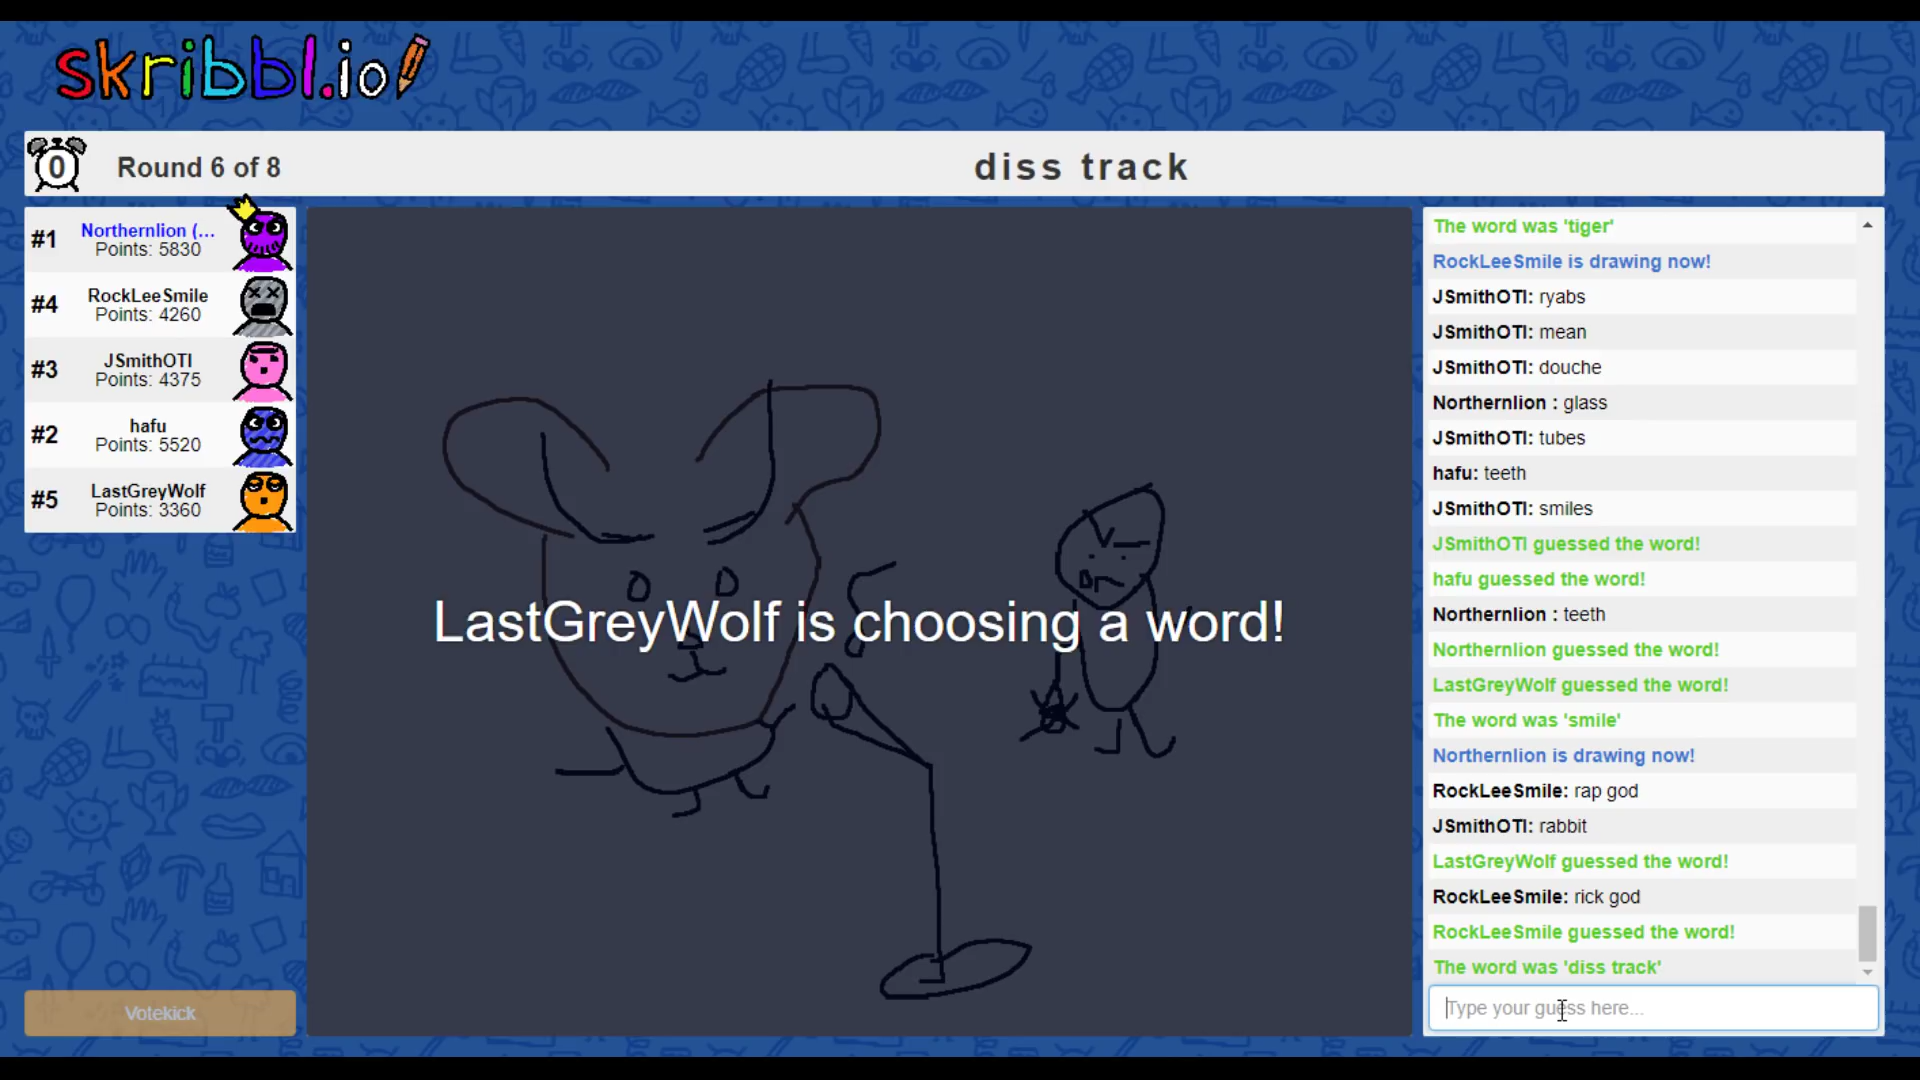 skribbl.io
0
Round 6 of 8
diss track
#1
Northernlion (...
Points: 5830
#4
RockLeeSmile
Points: 4260
#3
JSmithOTI
Points: 4375
#2
hafu
Points: 5520
#5
LastGreyWolf
Points: 3360
Votekick
LastGreyWolf is choosing a word!
The word was 'tiger'
RockLeeSmile is drawing now!
JSmithOTI: ryabs
JSmithOTI: mean
JSmithOTI: douche
Northernlion : glass
JSmithOTI: tubes
hafu: teeth
JSmithOTI: smiles
JSmithOTI guessed the word!
hafu guessed the word!
Northernlion : teeth
Northernlion guessed the word!
LastGreyWolf guessed the word!
The word was 'smile'
Northernlion is drawing now!
RockLeeSmile: rap god
JSmithOTI: rabbit
LastGreyWolf guessed the word!
RockLeeSmile: rick god
RockLeeSmile guessed the word!
The word was 'diss track'
Type your guess here...